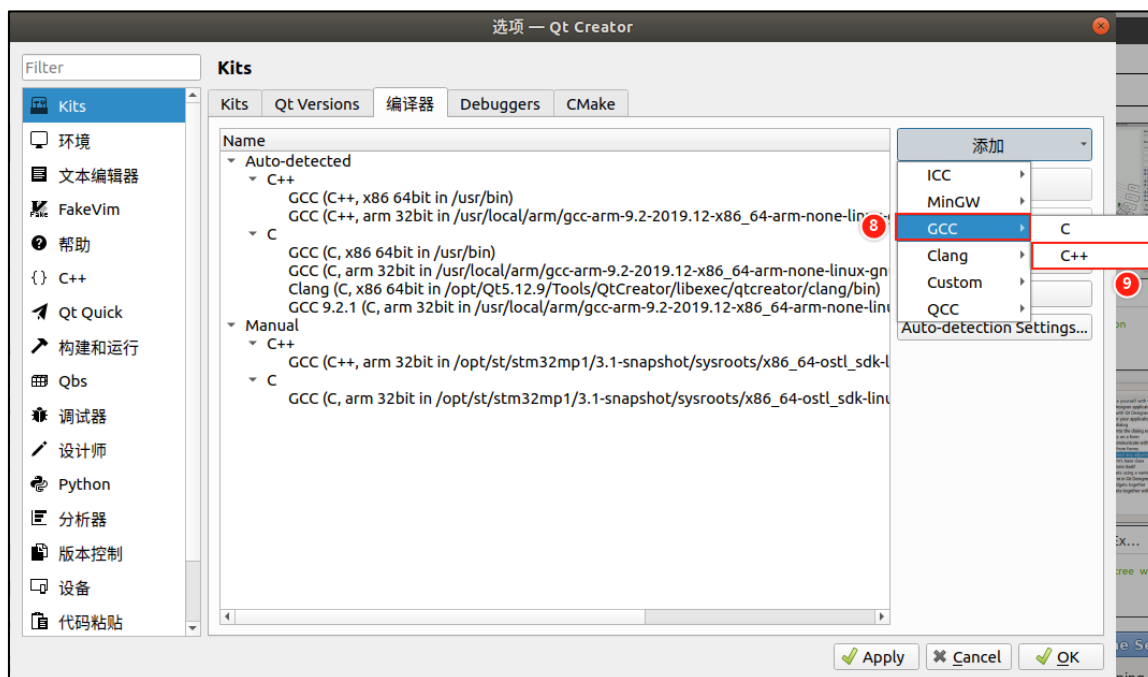 选项 — Qt Creator
Filter
Kits
环境
文本编辑器
FakeVim
帮助
C++
Qt Quick
构建和运行
Qbs
调试器
设计师
Python
分析器
版本控制
设备
代码粘贴
Kits
Kits Qt Versions 编译器 Debuggers CMake
Name
Auto-detected
C++
GCC (C++, x86 64bit in /usr/bin)
GCC (C++, arm 32bit in /usr/local/arm/gcc-arm-9.2-2019.12-x86_64-arm-none-linux-g
C
GCC (C, x86 64bit in /usr/bin)
GCC (C, arm 32bit in /usr/local/arm/gcc-arm-9.2-2019.12-x86_64-arm-none-linux-gn
Clang (C, x86 64bit in /opt/Qt5.12.9/Tools/QtCreator/libexec/qtcreator/clang/bin)
GCC 9.2.1 (C, arm 32bit in /usr/local/arm/gcc-arm-9.2-2019.12-x86_64-arm-none-linu
Manual
C++
GCC (C++, arm 32bit in /opt/st/stm32mp1/3.1-snapshot/sysroots/x86_64-ostl_sdk-l
C
GCC (C, arm 32bit in /opt/st/stm32mp1/3.1-snapshot/sysroots/x86_64-ostl_sdk-linu
添加
ICC
MinGW
8
GCC
C
Clang
C++
9
Custom
QCC
Auto-detection Settings...
Apply Cancel OK